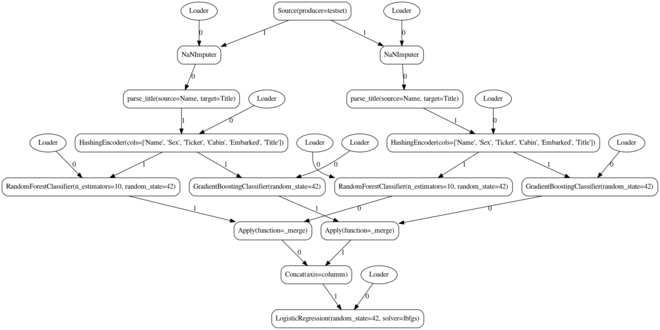 Loader
Source(producer=testset)
Loader
0
1
1
0
NaNImputer
NaNImputer
0
0
parse_title(source=Name, target=Title)
Loader
parse_title(source=Name, target=Title)
Loader
1
0
1
0
Loader
HashingEncoder(cols=['Name', 'Sex', 'Ticket', 'Cabin', 'Embarked', 'Title'])
Loader
Loader
HashingEncoder(cols=['Name', 'Sex', 'Ticket', 'Cabin', 'Embarked', 'Title'])
Loader
0
1
1
0
0
1
1
0
RandomForestClassifier(n_estimators=10, random_state=42)
GradientBoostingClassifier(random_state=42)
RandomForestClassifier(n_estimators=10, random_state=42)
GradientBoostingClassifier(random_state=42)
1
1
0
0
Apply(function=_merge)
Apply(function=_merge)
0
1
Concat(axis=columns)
Loader
1
0
LogisticRegression(random_state=42, solver=lbfgs)